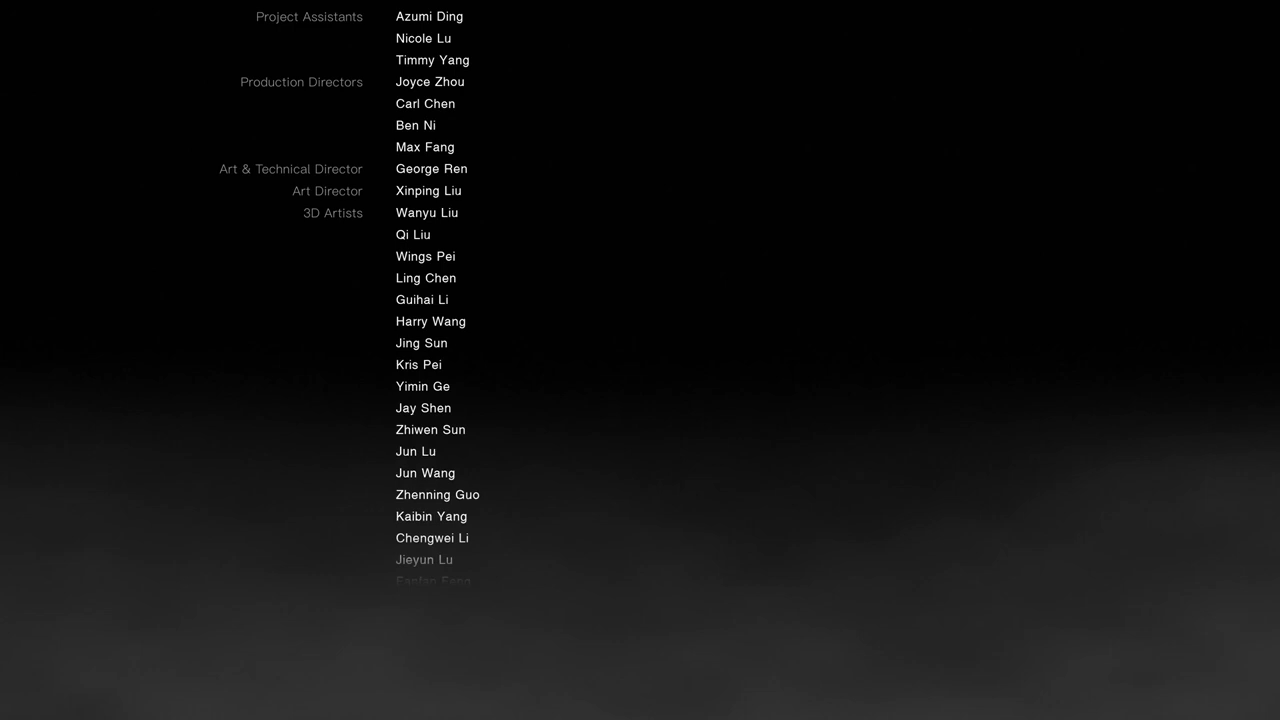 Project Assistants Azumi Ding
Nicole Lu
Timmy Yang
Production Directors Joyce Zhou
Carl Chen
Ben Ni
Max Fang
Art & Technical Director George Ren
Art Director Xinping Liu
3D Artists Wanyu Liu
Qi Liu
Wings Pei
Ling Chen
Guihai Li
Harry Wang
Jing Sun
Kris Pei
Yimin Ge
Jay Shen
Zhiwen Sun
Jun Lu
Jun Wang
Zhenning Guo
Kaibin Yang
Chengwei Li
Jieyun Lu